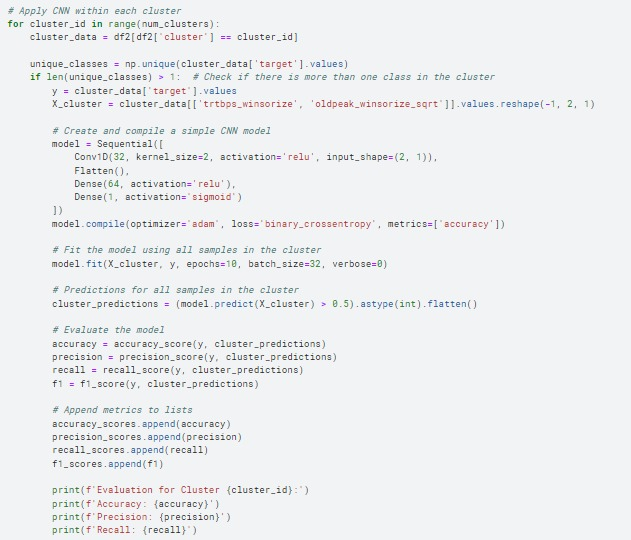 # Apply CNN within each cluster
for cluster_id in range(num_clusters):
    cluster_data = df2[df2['cluster'] == cluster_id]

    unique_classes = np.unique(cluster_data['target'].values)
    if len(unique_classes) > 1:  # Check if there is more than one class in the cluster
        y = cluster_data['target'].values
        X_cluster = cluster_data[['trtbps_winsorize', 'oldpeak_winsorize_sqrt']].values.reshape(-1, 2, 1)

        # Create and compile a simple CNN model
        model = Sequential([
            Conv1D(32, kernel_size=2, activation='relu', input_shape=(2, 1)),
            Flatten(),
            Dense(64, activation='relu'),
            Dense(1, activation='sigmoid')
        ])
        model.compile(optimizer='adam', loss='binary_crossentropy', metrics=['accuracy'])

        # Fit the model using all samples in the cluster
        model.fit(X_cluster, y, epochs=10, batch_size=32, verbose=0)

        # Predictions for all samples in the cluster
        cluster_predictions = (model.predict(X_cluster) > 0.5).astype(int).flatten()

        # Evaluate the model
        accuracy = accuracy_score(y, cluster_predictions)
        precision = precision_score(y, cluster_predictions)
        recall = recall_score(y, cluster_predictions)
        f1 = f1_score(y, cluster_predictions)

        # Append metrics to lists
        accuracy_scores.append(accuracy)
        precision_scores.append(precision)
        recall_scores.append(recall)
        f1_scores.append(f1)

        print(f'Evaluation for Cluster {cluster_id}:')
        print(f'Accuracy: {accuracy}')
        print(f'Precision: {precision}')
        print(f'Recall: {recall}')